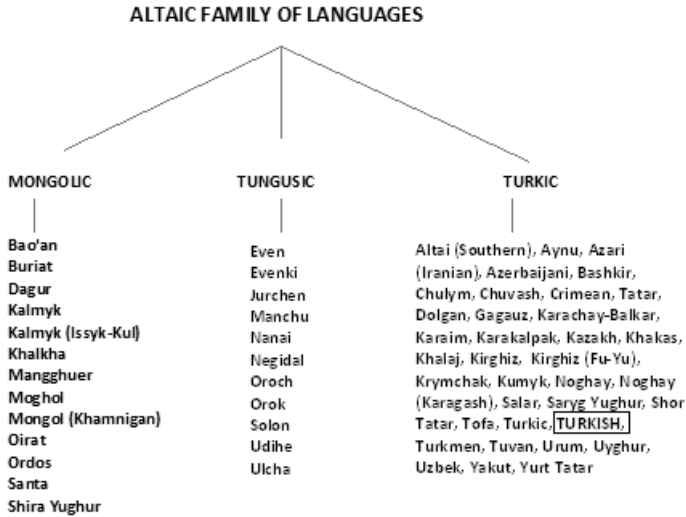 ALTAIC FAMILY OF LANGUAGES
MONGOLIC
Bao'an
Buriat
Dagur
Kalmyk
Kalmyk (Issyk-Kul)
Khalkha
Mangghuer
Moghol
Mongol (Khamnigan)
Oirat
Ordos
Santa
Shira Yughur
TUNGUSIC
Even
Evenki
Jurchen
Manchu
Nanai
Negidal
Oroch
Orok
Solon
Udihe
Ulcha
TURKIC
Altai (Southern), Aynu, Azari
(Iranian), Azerbaijani, Bashkir,
Chulym, Chuvash, Crimean, Tatar,
Dolgan, Gagauz, Karachay-Balkar,
Karaim, Karakalpak, Kazakh, Khakas,
Khalaj, Kirghiz, Kirghiz (Fu-Yu),
Krymchak, Kumyk, Noghay, Noghay
(Karagash), Salar, Saryg Yughur, Shor
Tatar, Tofa, Turkic, TURKISH,
Turkmen, Tuvan, Urum, Uyghur,
Uzbek, Yakut, Yurt Tatar